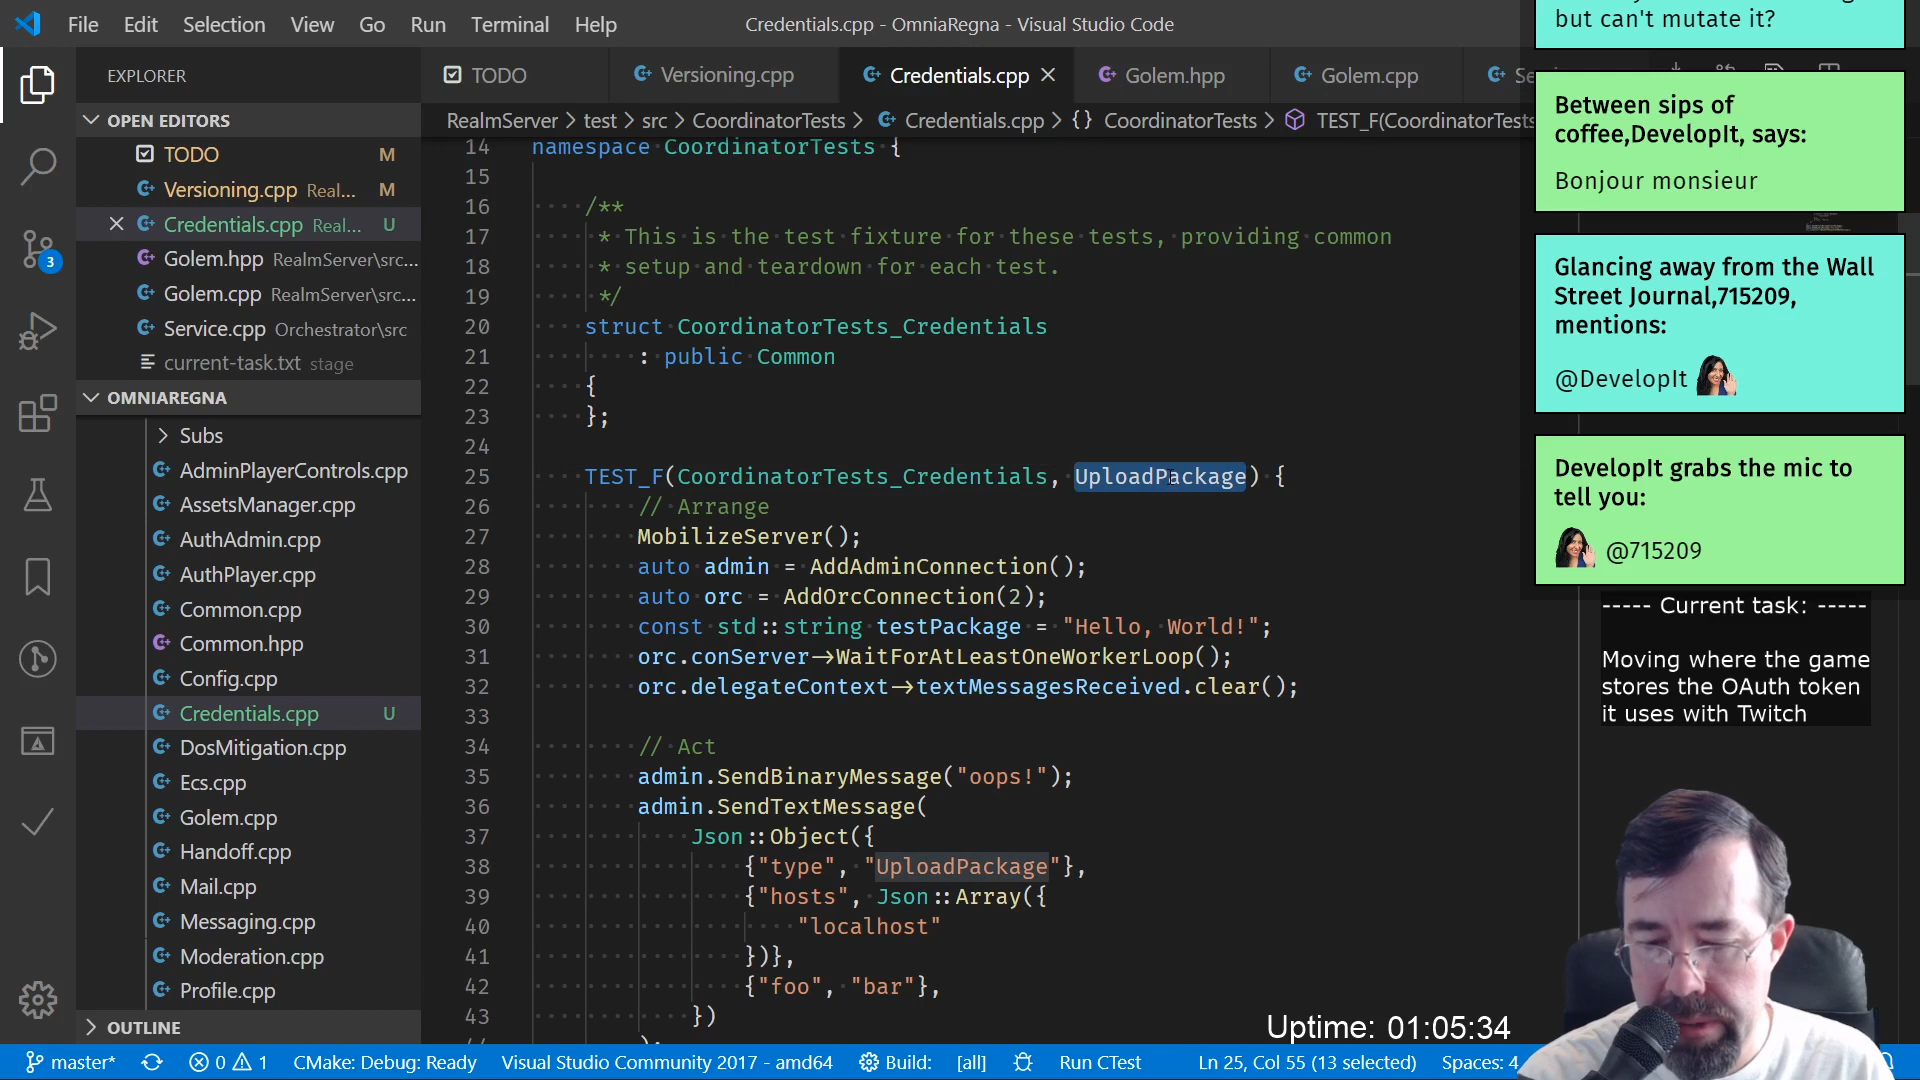 File Edit Selection View Go Run Terminal Help
Credentials.cpp - OmniaRegna - Visual Studio Code
EXPLORER
OPEN EDITORS
TODO M
Versioning.cpp Real... M
Credentials.cpp Real... U
Golem.hpp RealmServer\src...
Golem.cpp RealmServer\src...
Service.cpp Orchestrator\src
current-task.txt stage
OMNIAREGNA
Subs
AdminPlayerControls.cpp
AssetsManager.cpp
AuthAdmin.cpp
AuthPlayer.cpp
Common.cpp
Common.hpp
Config.cpp
Credentials.cpp U
DosMitigation.cpp
Ecs.cpp
Golem.cpp
Handoff.cpp
Mail.cpp
Messaging.cpp
Moderation.cpp
Profile.cpp
OUTLINE
3
TODO Versioning.cpp Credentials.cpp Golem.hpp Golem.cpp
RealmServer > test > src > CoordinatorTests > Credentials.cpp > {} CoordinatorTests > TEST_F(CoordinatorTests
14 namespace CoordinatorTests {
15
16 /**
17 * This is the test fixture for these tests, providing common
18 * setup and teardown for each test.
19 */
20 struct CoordinatorTests_Credentials
21 : public Common
22 {
23 };
24
25 TEST_F(CoordinatorTests_Credentials, UploadPackage) {
26 // Arrange
27 MobilizeServer();
28 auto admin = AddAdminConnection();
29 auto orc = AddOrcConnection(2);
30 const std::string testPackage = "Hello, World!";
31 orc.conServer->WaitForAtLeastOneWorkerLoop();
32 orc.delegateContext->textMessagesReceived.clear();
33
34 // Act
35 admin.SendBinaryMessage("oops!");
36 admin.SendTextMessage(
37 Json::Object({
38 {"type", "UploadPackage"},
39 {"hosts", Json::Array({
40 "localhost"
41 })},
42 {"foo", "bar"},
43 })
but can't mutate it?
Between sips of
coffee,DevelopIt, says:
Bonjour monsieur
Glancing away from the Wall
Street Journal,715209,
mentions:
@DevelopIt
DevelopIt grabs the mic to
tell you:
@715209
----- Current task: -----
Moving where the game
stores the OAuth token
it uses with Twitch
Uptime: 01:05:34
master* 0 1 CMake: Debug: Ready Visual Studio Community 2017 - amd64 Build: [all] Run CTest Ln 25, Col 55 (13 selected) Spaces: 4